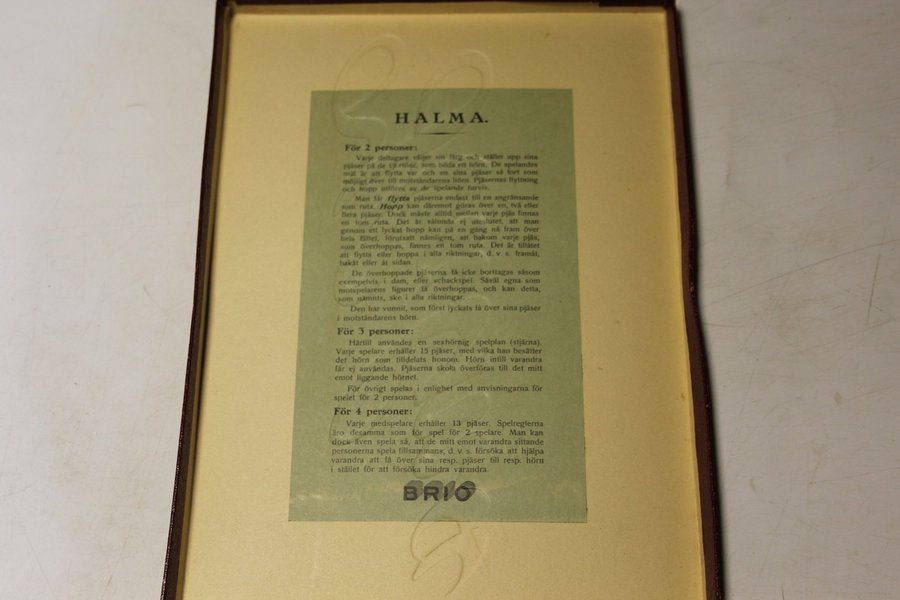 HALMA.
För 2 personer:
Varje deltagare väljer sin färg och ställer upp sina
pjäser på de 19 rutor, som bilda ett hörn. De spelandes
mål är att flytta var och en sina pjäser så fort som
möjligt över till motståndarens hörn. Pjäsernas flyttning
och hopp utföres av de spelande turvis.
Man får flytta pjäserna endast till en angränsande
tom ruta. Hopp kan däremot göras över en, två eller
flera pjäser. Dock måste alltid mellan varje pjäs finnas
en tom ruta. Det är sålunda ej uteslutet, att man
genom ett lyckat hopp kan på en gång nå fram över
hela fältet, förutsatt nämligen, att bakom varje pjäs,
som överhoppas, finnes en tom ruta. Det är tillåtet
att flytta eller hoppa i alla riktningar, d. v. s. framåt,
bakåt eller åt sidan.
De överhoppade pjäserna få icke borttagas såsom
exempelvis i dam, eller schackspel. Såväl egna som
motspelarens figurer få överhoppas, och kan detta,
som nämnts, ske i alla riktningar.
Den har vunnit, som först lyckats få över sina pjäser
i motståndarens hörn.
För 3 personer:
Härtill användes en sexhörnig spelplan (stjärna).
Varje spelare erhåller 15 pjäser, med vilka han besätter
det hörn som tilldelats honom. Hörn intill varandra
får ej användas. Pjäserna skola överföras till det mitt
emot liggande hörnet.
För övrigt spelas i enlighet med anvisningarna för
spelet för 2 personer.
För 4 personer:
Varje medspelare erhåller 13 pjäser. Spelreglerna
äro desamma som för spel för 2 spelare. Man kan
dock även spela så, att de mitt emot varandra sittande
personerna spela tillsammans, d. v. s. försöka att hjälpa
varandra att få över sina resp. pjäser till resp. hörn
i stället för att försöka hindra varandra.
BRIO